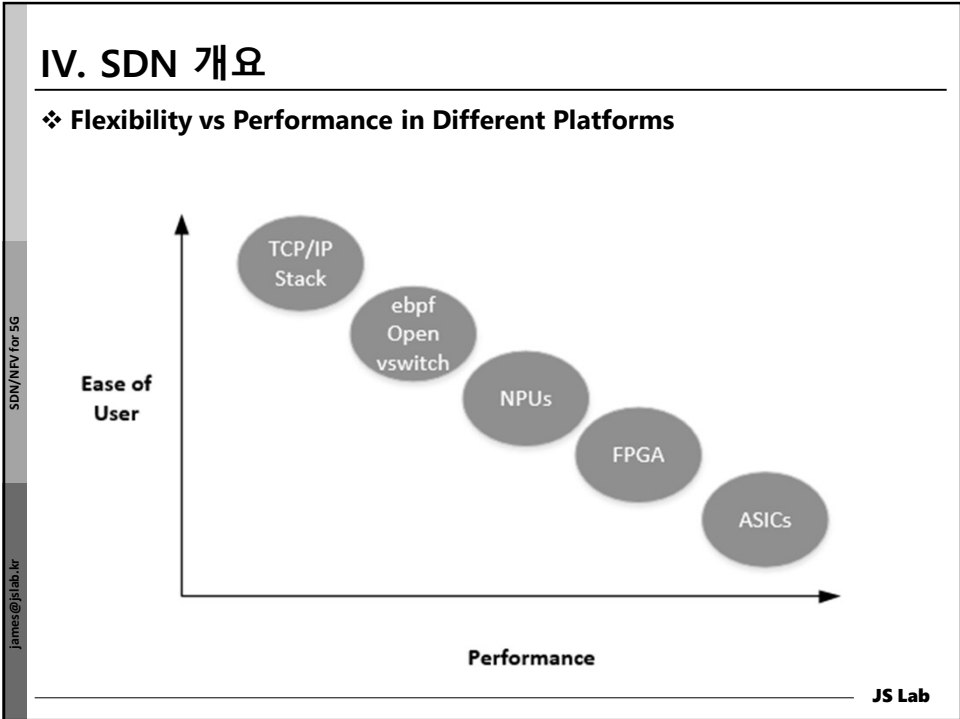 IV. SDN 개요
❖ Flexibility vs Performance in Different Platforms
TCP/IP
Stack
ebpf
Open
vswitch
NPUs
FPGA
ASICs
Ease of
User
Performance
SDN/NFV for 5G
james@jslab.kr
JS Lab